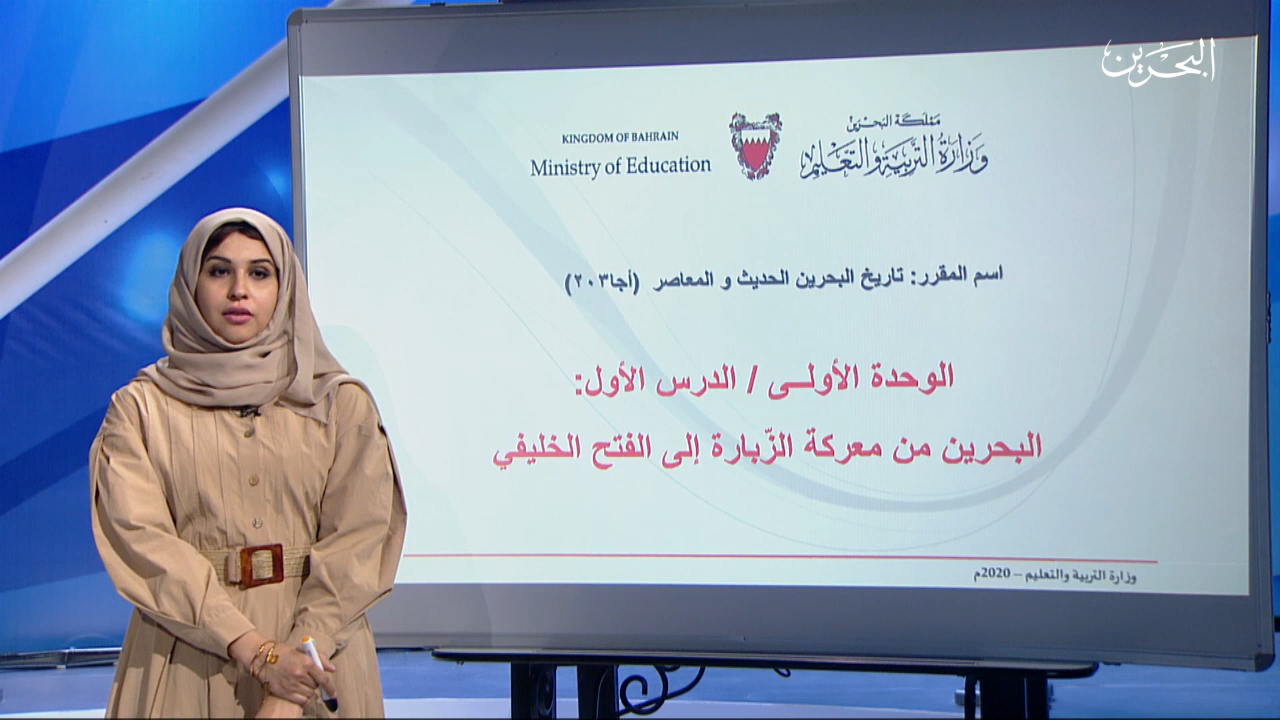 البحرين
مملكة البحرين
وزارة التربية والتعليم
KINGDOM OF BAHRAIN
Ministry of Education
اسم المقرر: تاريخ البحرين الحديث و المعاصر (أجا٢٠٣)
الوحدة الأولــى / الدرس الأول:
البحرين من معركة الزّبارة إلى الفتح الخليفي
وزارة التربية والتعليم – 2020م